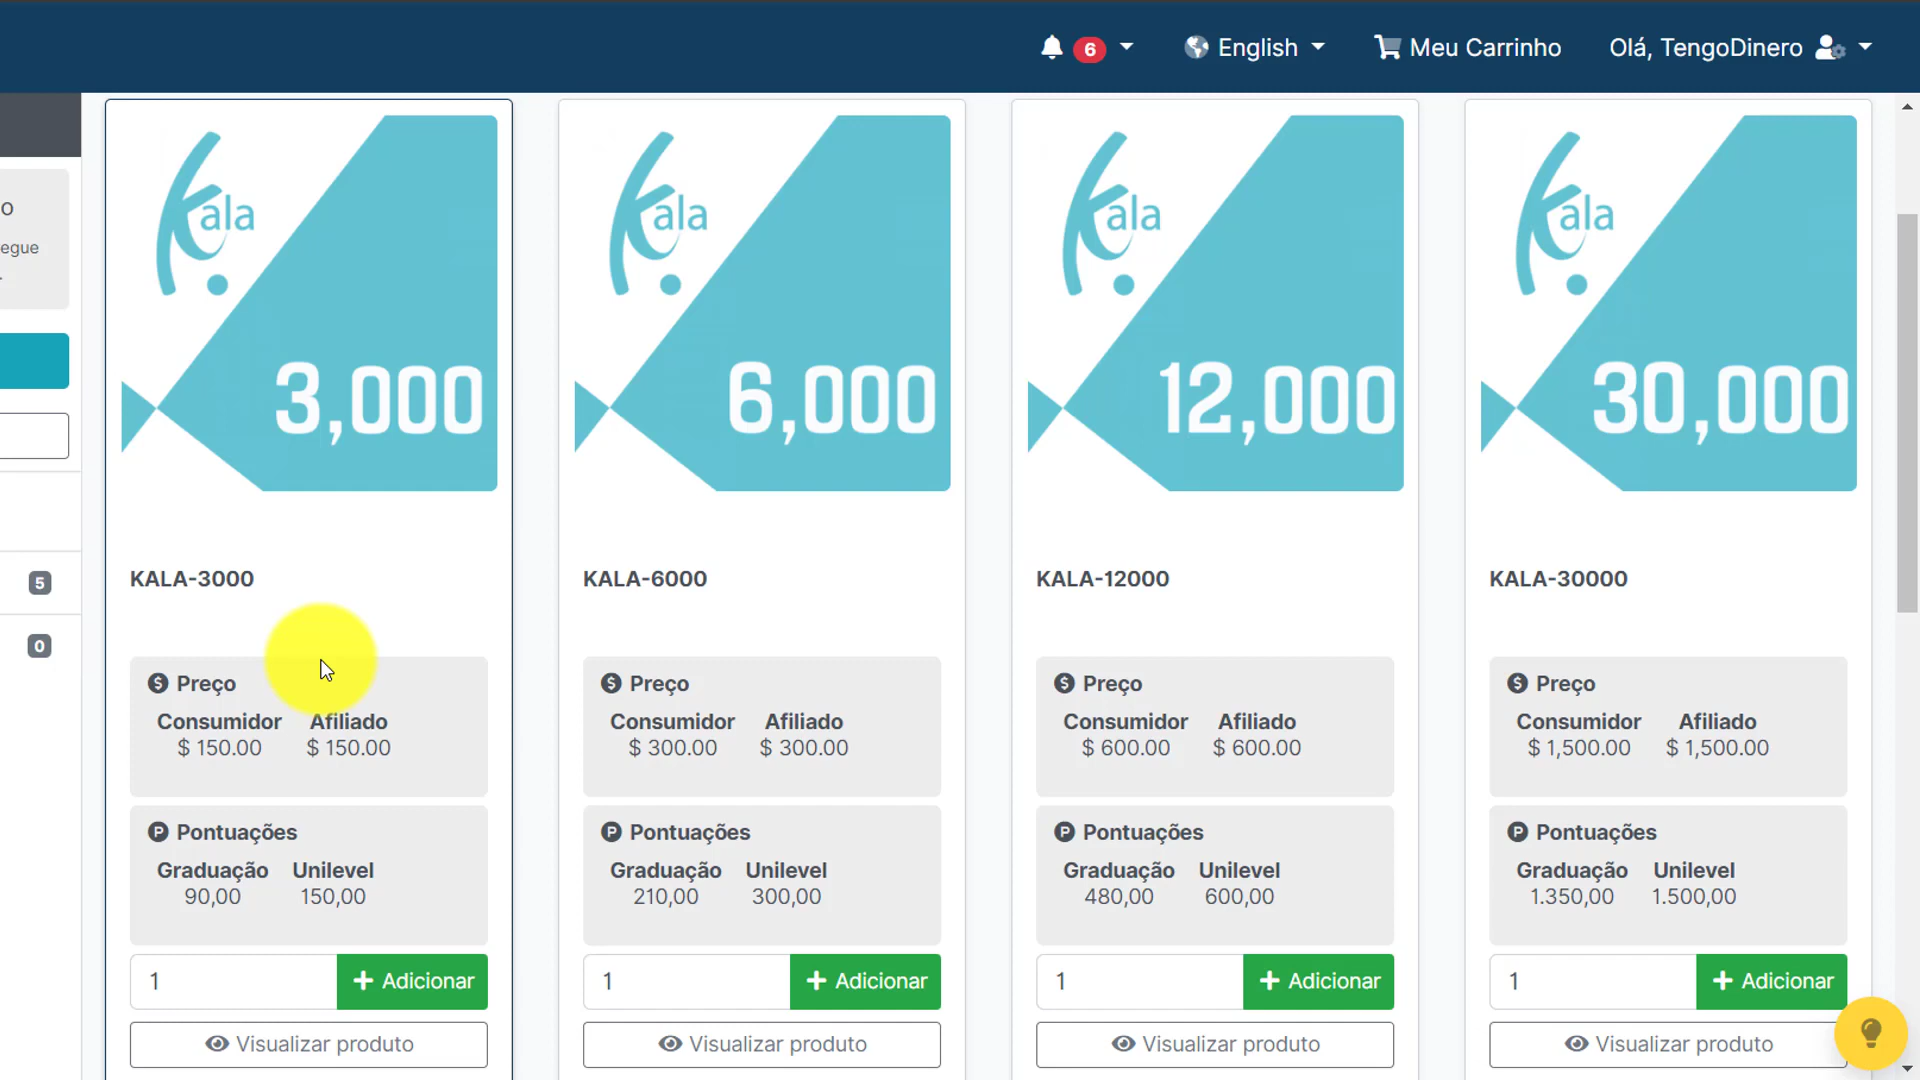 6
English
Meu Carrinho
Olá, TengoDinero
o
egue
.
5
0
Kala
3,000
KALA-3000
Preço
Consumidor Afiliado
$ 150.00 $ 150.00
Pontuações
Graduação Unilevel
90,00 150,00
1
Adicionar
Visualizar produto
Kala
6,000
KALA-6000
Preço
Consumidor Afiliado
$ 300.00 $ 300.00
Pontuações
Graduação Unilevel
210,00 300,00
1
Adicionar
Visualizar produto
Kala
12,000
KALA-12000
Preço
Consumidor Afiliado
$ 600.00 $ 600.00
Pontuações
Graduação Unilevel
480,00 600,00
1
Adicionar
Visualizar produto
Kala
30,000
KALA-30000
Preço
Consumidor Afiliado
$ 1,500.00 $ 1,500.00
Pontuações
Graduação Unilevel
1.350,00 1.500,00
1
Adicionar
Visualizar produto